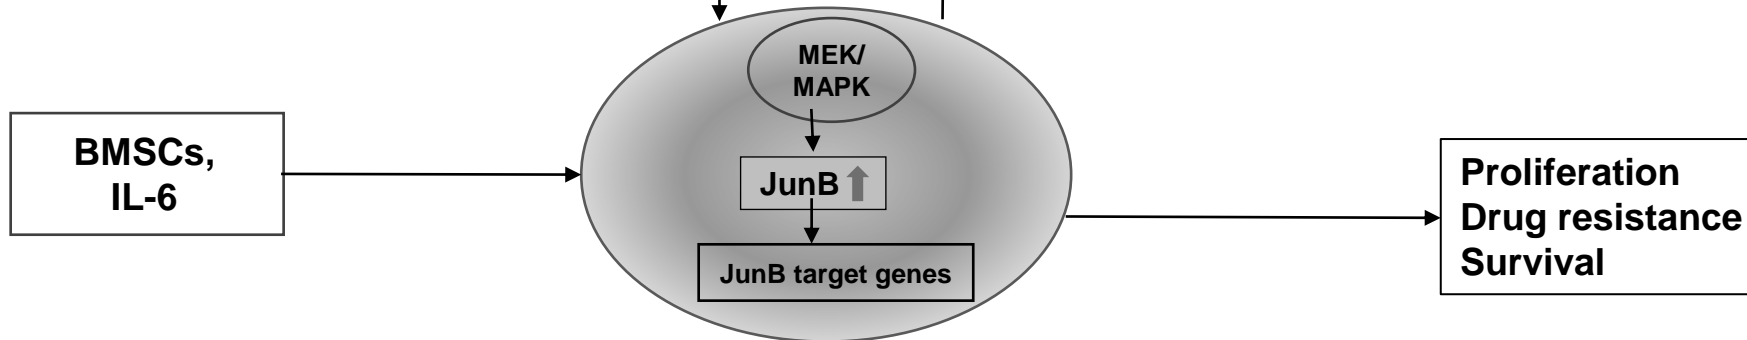 MEK/
MAPK
BMSCs,
IL-6
JunB
JunB target genes
Proliferation
Drug resistance
Survival